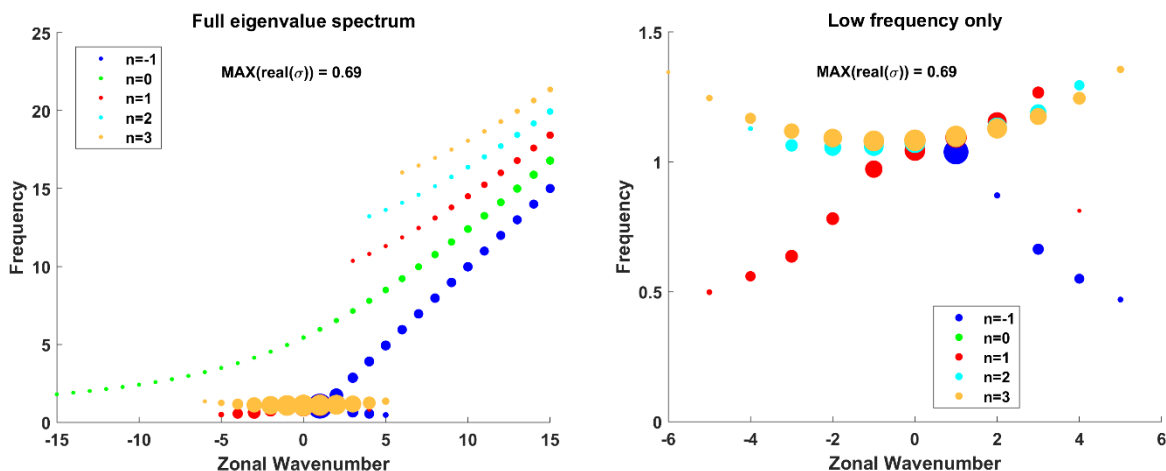 Full eigenvalue spectrum
25
20
15
10
5
0
Frequency
n=-1
n=0
n=1
n=2
n=3
MAX(real(σ)) = 0.69
-15
-10
-5
0
5
10
15
Zonal Wavenumber
Low frequency only
1.5
1
0.5
0
Frequency
MAX(real(σ)) = 0.69
n=-1
n=0
n=1
n=2
n=3
-6
-4
-2
0
2
4
6
Zonal Wavenumber